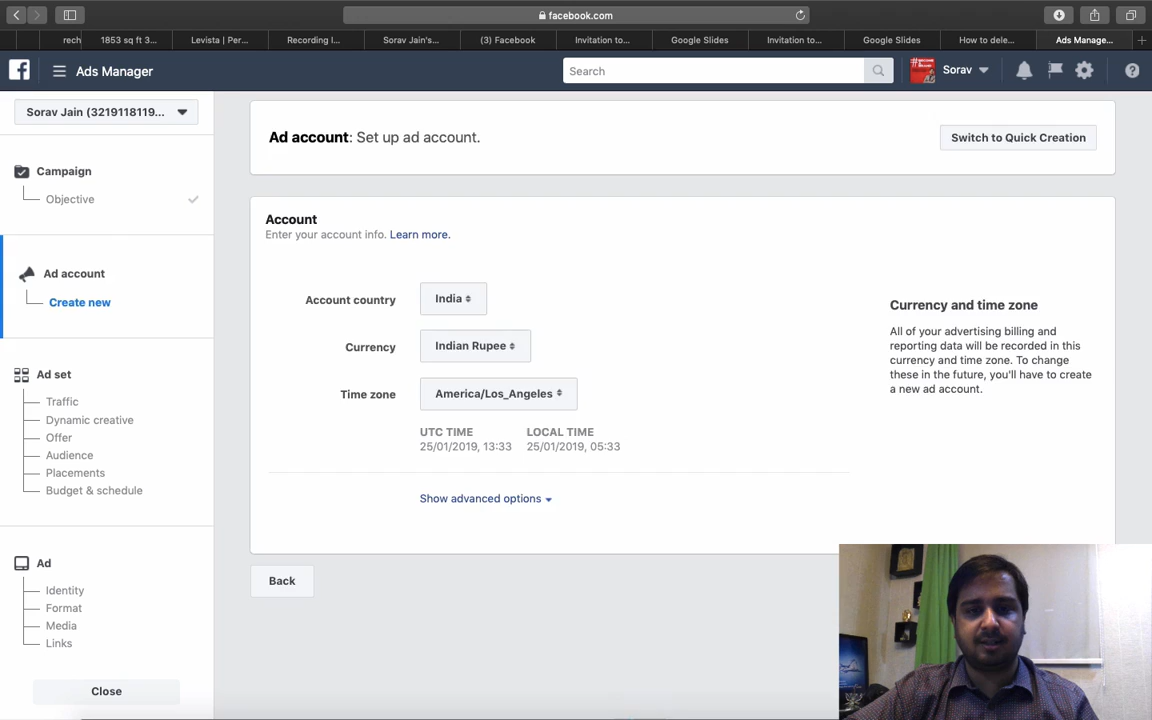 facebook.com
rech
1853 sq ft 3...
Levista | Per...
Recording I...
Sorav Jain's...
(3) Facebook
Invitation to...
Google Slides
Invitation to...
Google Slides
How to dele...
Ads Manage...
Ads Manager
Search
Sorav
Sorav Jain (3219118119...
Campaign
Objective
Ad account
Create new
Ad set
Traffic
Dynamic creative
Offer
Audience
Placements
Budget & schedule
Ad
Identity
Format
Media
Links
Close
Ad account: Set up ad account.
Switch to Quick Creation
Account
Enter your account info. Learn more.
Account country
India
Currency
Indian Rupee
Time zone
America/Los_Angeles
UTC TIME
25/01/2019, 13:33
LOCAL TIME
25/01/2019, 05:33
Show advanced options
Currency and time zone
All of your advertising billing and
reporting data will be recorded in this
currency and time zone. To change
these in the future, you'll have to create
a new ad account.
Back